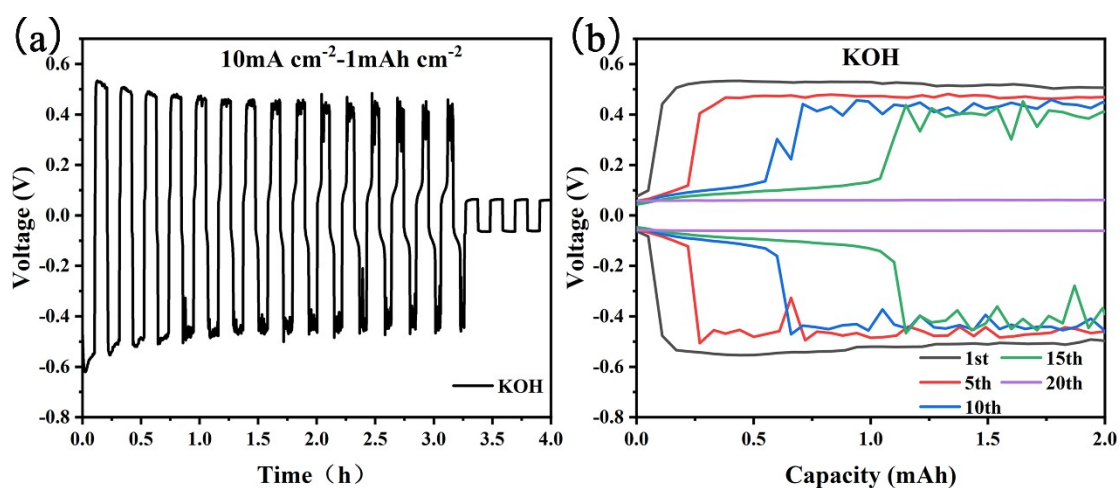 (a)
10mA cm⁻²-1mAh cm⁻²
Voltage (V)
0.6
0.4
0.2
0.0
-0.2
-0.4
-0.6
-0.8
KOH
0.0 0.5 1.0 1.5 2.0 2.5 3.0 3.5 4.0
Time（h）
(b)
KOH
Voltage (V)
0.6
0.4
0.2
0.0
-0.2
-0.4
-0.6
-0.8
1st 15th
5th 20th
10th
0.0 0.5 1.0 1.5 2.0
Capacity (mAh)